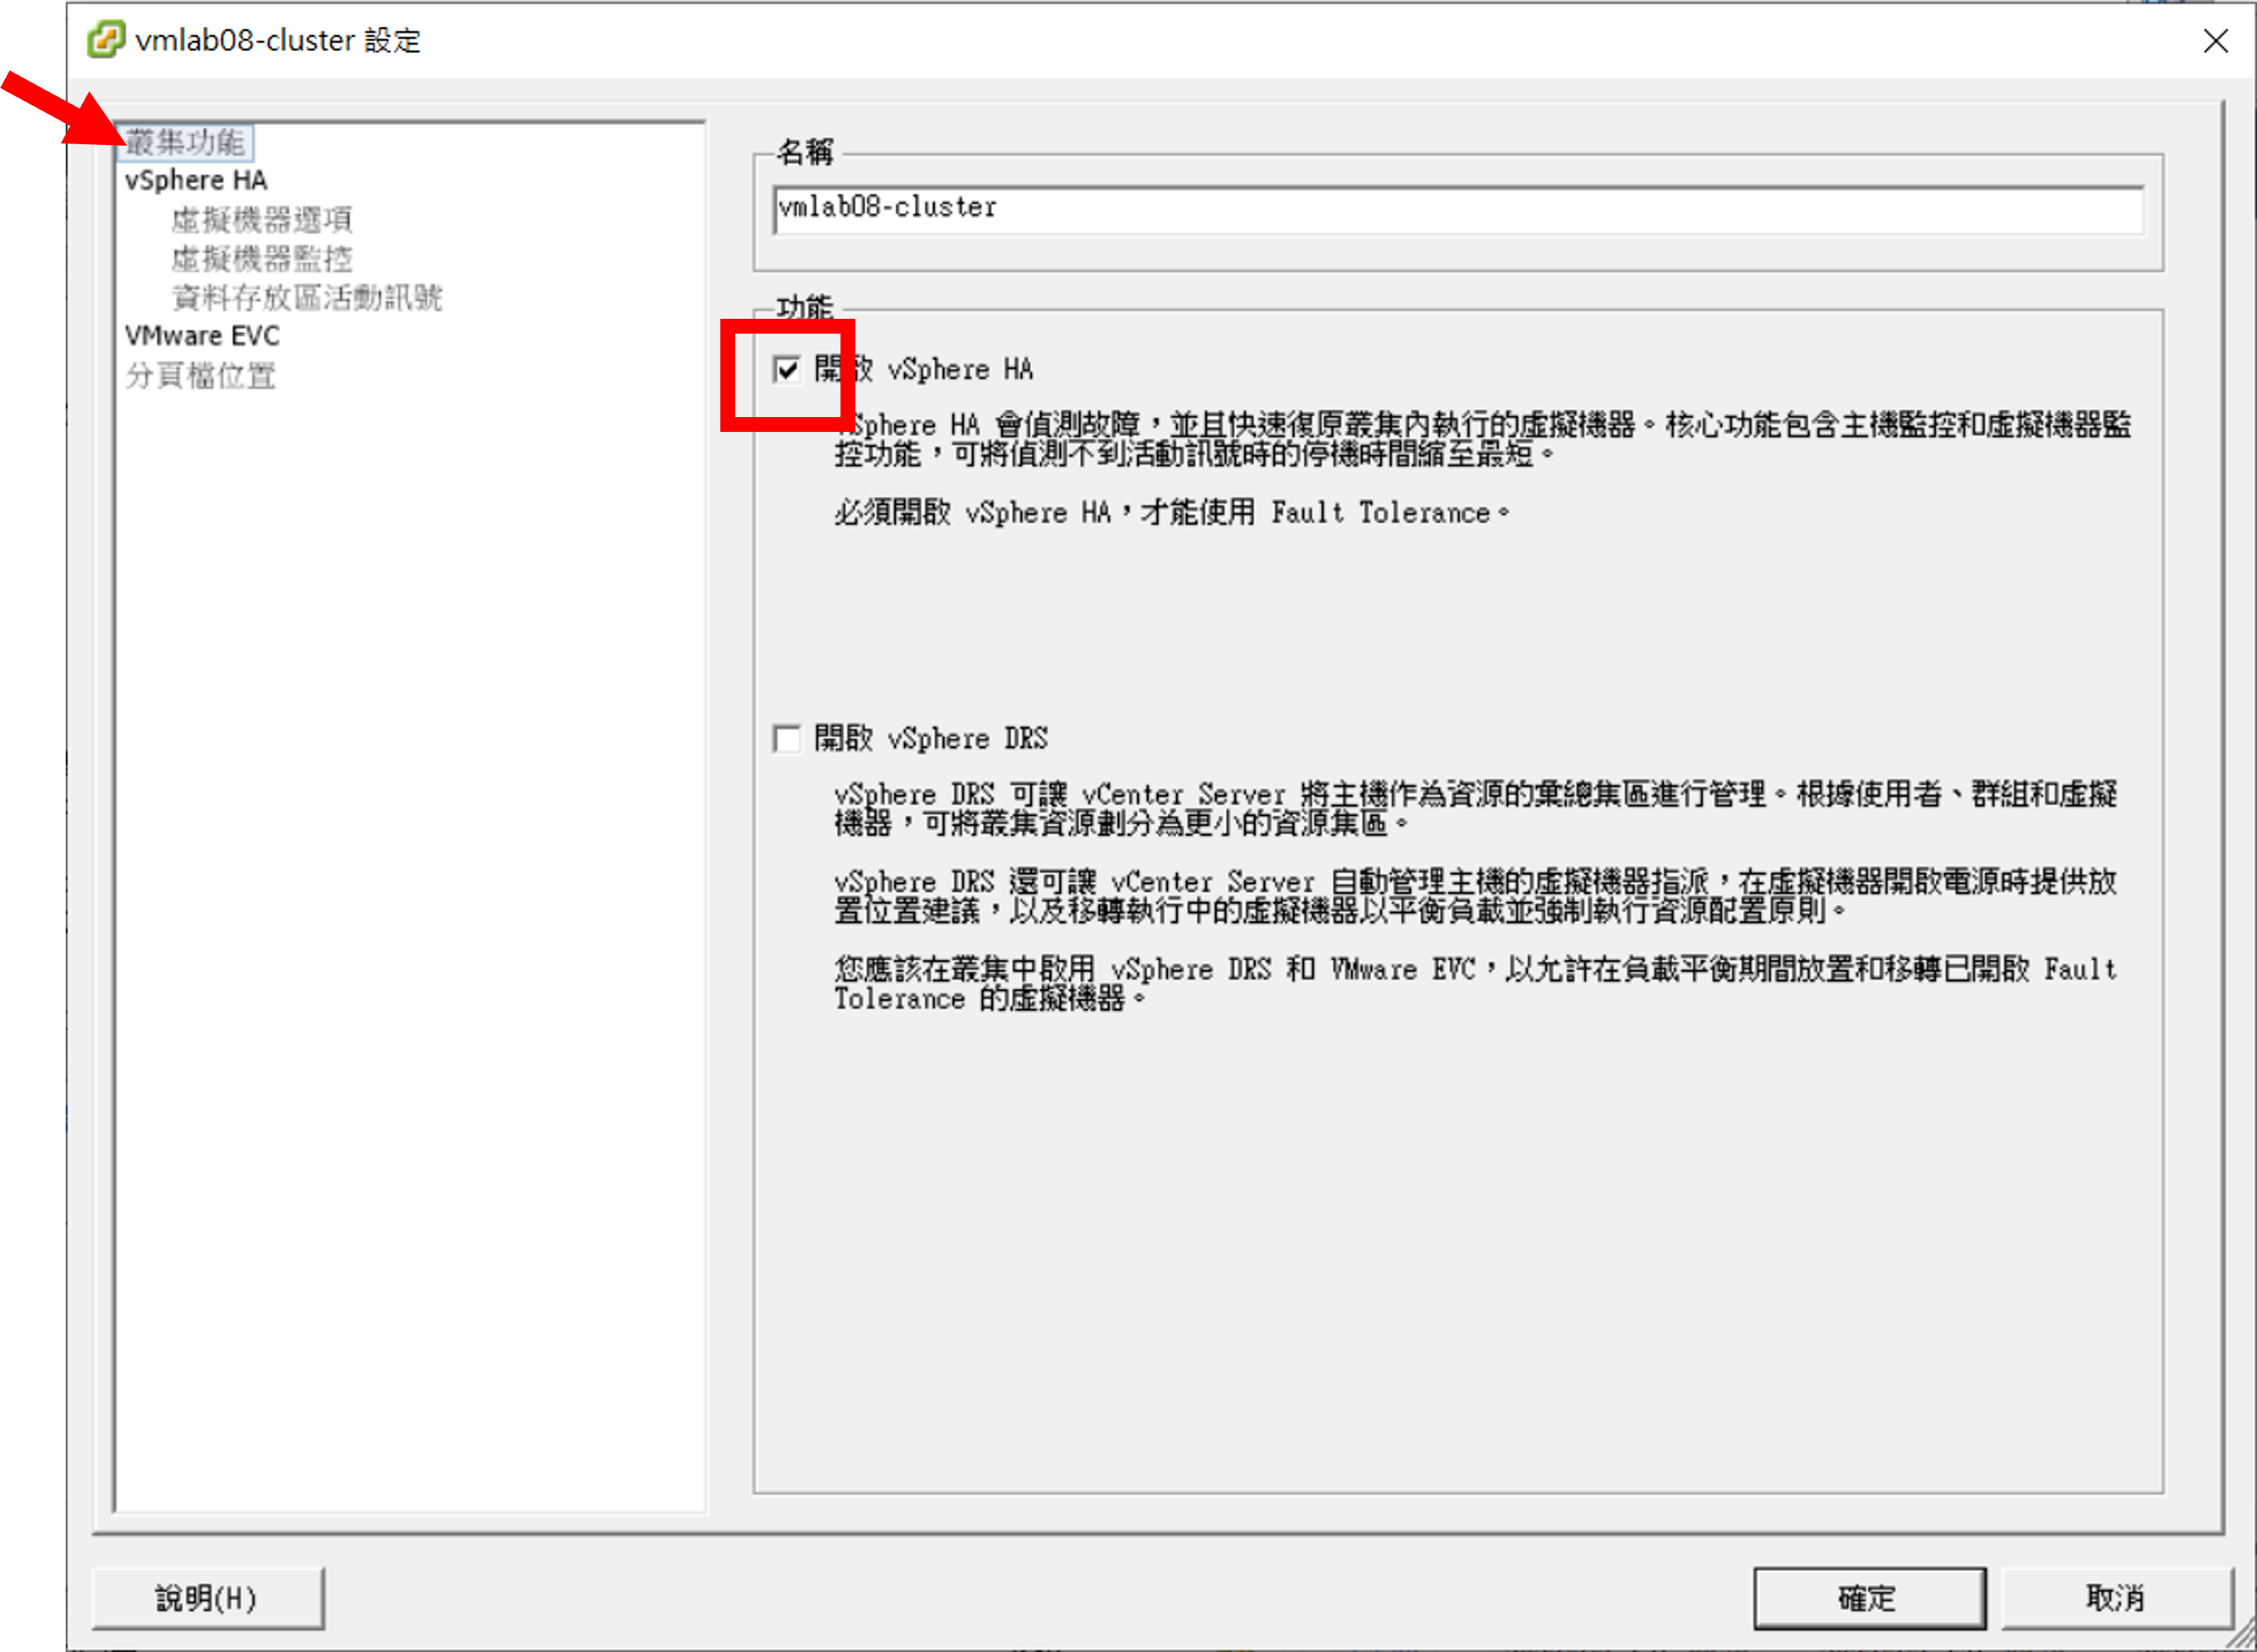 vmlab08-cluster 設定
叢集功能
vSphere HA
虛擬機器選項
虛擬機器監控
資料存放區活動訊號
VMware EVC
分頁檔位置
名稱
vmlab08-cluster
功能
開啟 vSphere HA
vSphere HA 會偵測故障，並且快速復原叢集內執行的虛擬機器。核心功能包含主機監控和虛擬機器監
控功能，可將偵測不到活動訊號時的停機時間縮至最短。
必須開啟 vSphere HA，才能使用 Fault Tolerance。
開啟 vSphere DRS
vSphere DRS 可讓 vCenter Server 將主機作為資源的彙總集區進行管理。根據使用者、群組和虛擬
機器，可將叢集資源劃分為更小的資源集區。
vSphere DRS 還可讓 vCenter Server 自動管理主機的虛擬機器指派，在虛擬機器開啟電源時提供放
置位置建議，以及移轉執行中的虛擬機器以平衡負載並強制執行資源配置原則。
您應該在叢集中啟用 vSphere DRS 和 VMware EVC，以允許在負載平衡期間放置和移轉已開啟 Fault
Tolerance 的虛擬機器。
說明(H)
確定
取消